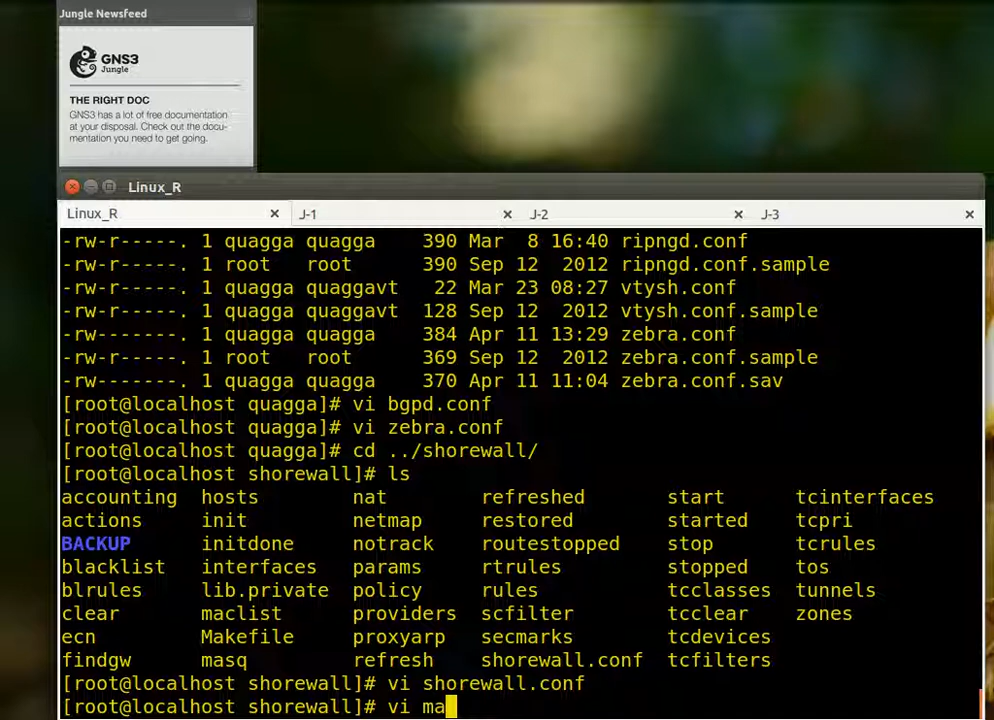 Jungle Newsfeed
GNS3
Jungle
THE RIGHT DOC
GNS3 has a lot of free documentation
at your disposal. Check out the docu-
mentation you need to get going.
Linux_R
Linux_R J-1 J-2 J-3
-rw-r-----. 1 quagga quagga 390 Mar 8 16:40 ripngd.conf
-rw-r-----. 1 root root 390 Sep 12 2012 ripngd.conf.sample
-rw-r-----. 1 quagga quaggavt 22 Mar 23 08:27 vtysh.conf
-rw-r-----. 1 quagga quaggavt 128 Sep 12 2012 vtysh.conf.sample
-rw-r-----. 1 quagga quagga 384 Apr 11 13:29 zebra.conf
-rw-r-----. 1 root root 369 Sep 12 2012 zebra.conf.sample
-rw-------. 1 quagga quagga 370 Apr 11 11:04 zebra.conf.sav
[root@localhost quagga]# vi bgpd.conf
[root@localhost quagga]# vi zebra.conf
[root@localhost quagga]# cd ../shorewall/
[root@localhost shorewall]# ls
accounting hosts nat refreshed start tcinterfaces
actions init netmap restored started tcpri
BACKUP initdone notrack routestopped stop tcrules
blacklist interfaces params rtrules stopped tos
blrules lib.private policy rules tcclasses tunnels
clear maclist providers scfilter tcclear zones
ecn Makefile proxyarp secmarks tcdevices
findgw masq refresh shorewall.conf tcfilters
[root@localhost shorewall]# vi shorewall.conf
[root@localhost shorewall]# vi ma